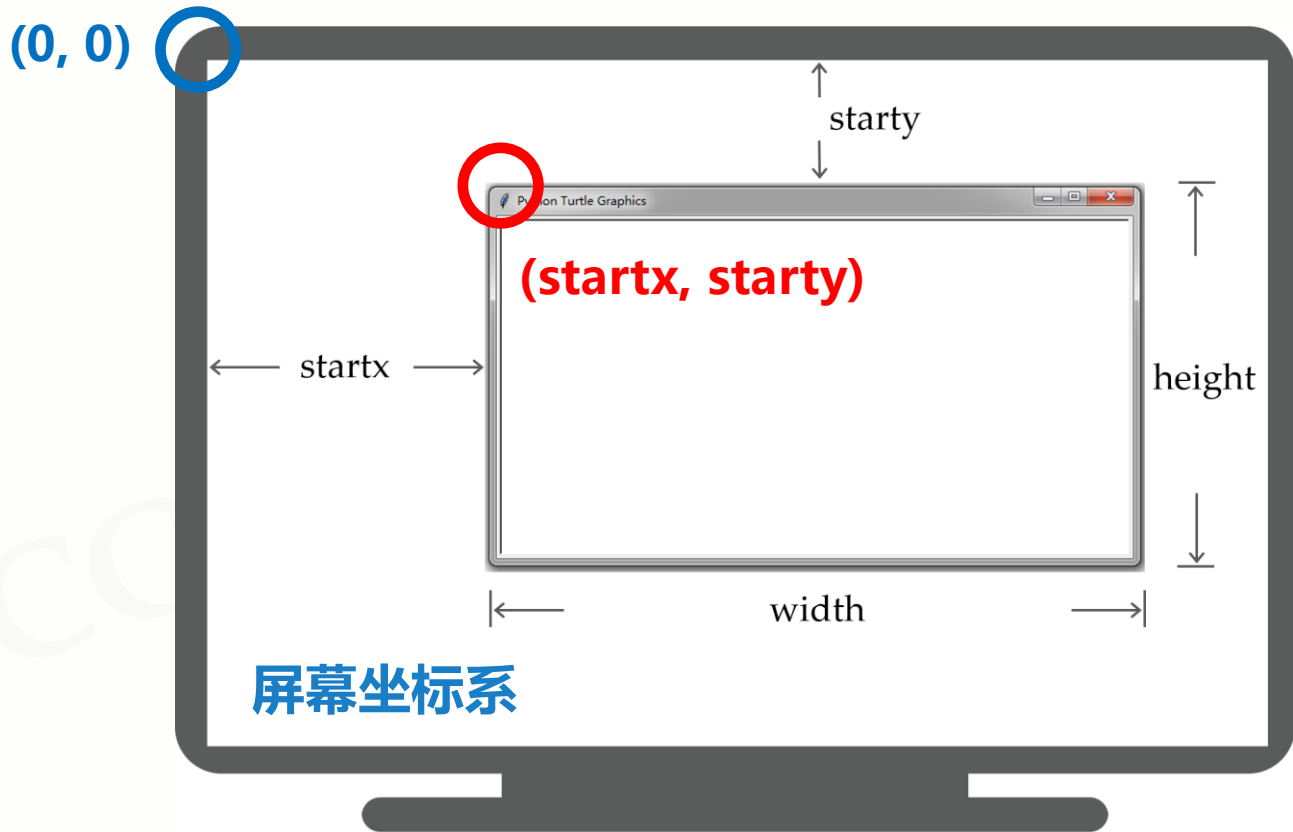 (0, 0)
starty
Python Turtle Graphics
(startx, starty)
startx
height
width
屏幕坐标系